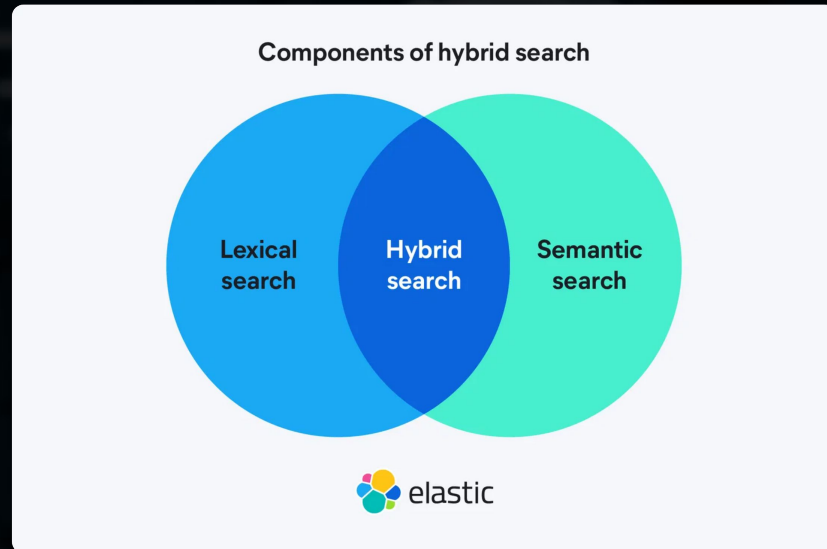 Components of hybrid search
Lexical
search
Hybrid
search
Semantic
search
elastic